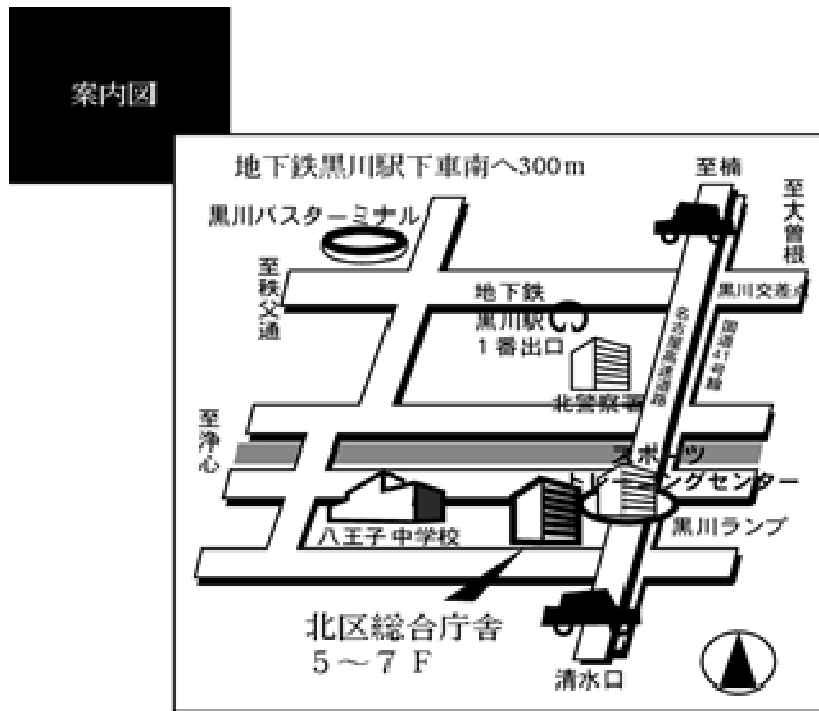 案内図
地下鉄黒川駅下車南へ300m
至楠
至大曽根
黒川バスターミナル
至秩父通
地下鉄
黒川駅
1番出口
黒川交差点
名古屋高速道路
国道41号線
北警察署
至浄心
スポーツ
トレーニングセンター
八王子中学校
黒川ランプ
北区総合庁舎
5〜7F
清水口